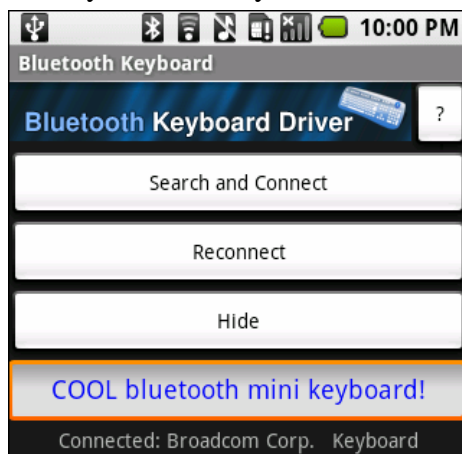 10:00 PM
Bluetooth Keyboard
Bluetooth Keyboard Driver
?
Search and Connect
Reconnect
Hide
COOL bluetooth mini keyboard!
Connected: Broadcom Corp. Keyboard